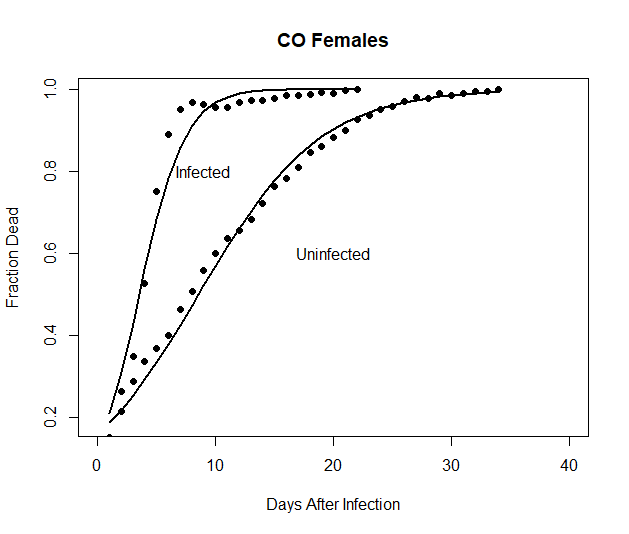 CO Females
Fraction Dead
1.0
0.8
0.6
0.4
0.2
Infected
Uninfected
0 10 20 30 40
Days After Infection